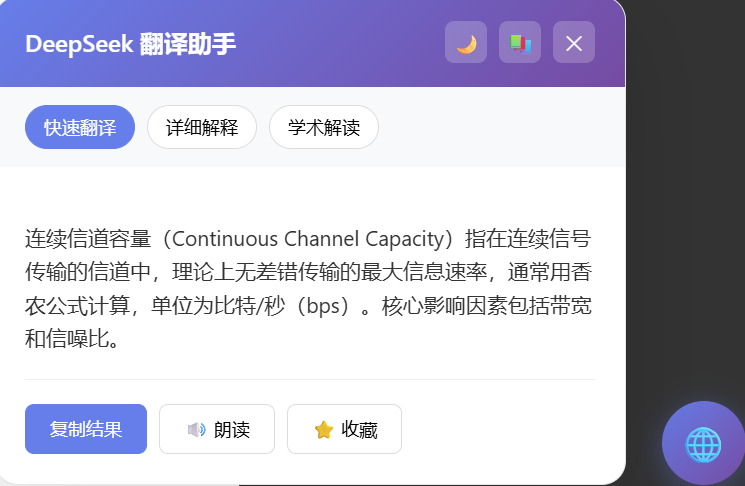 DeepSeek 翻译助手
快速翻译 详细解释 学术解读
连续信道容量（Continuous Channel Capacity）指在连续信号
传输的信道中，理论上无差错传输的最大信息速率，通常用香
农公式计算，单位为比特/秒（bps）。核心影响因素包括带宽
和信噪比。
复制结果 朗读 收藏